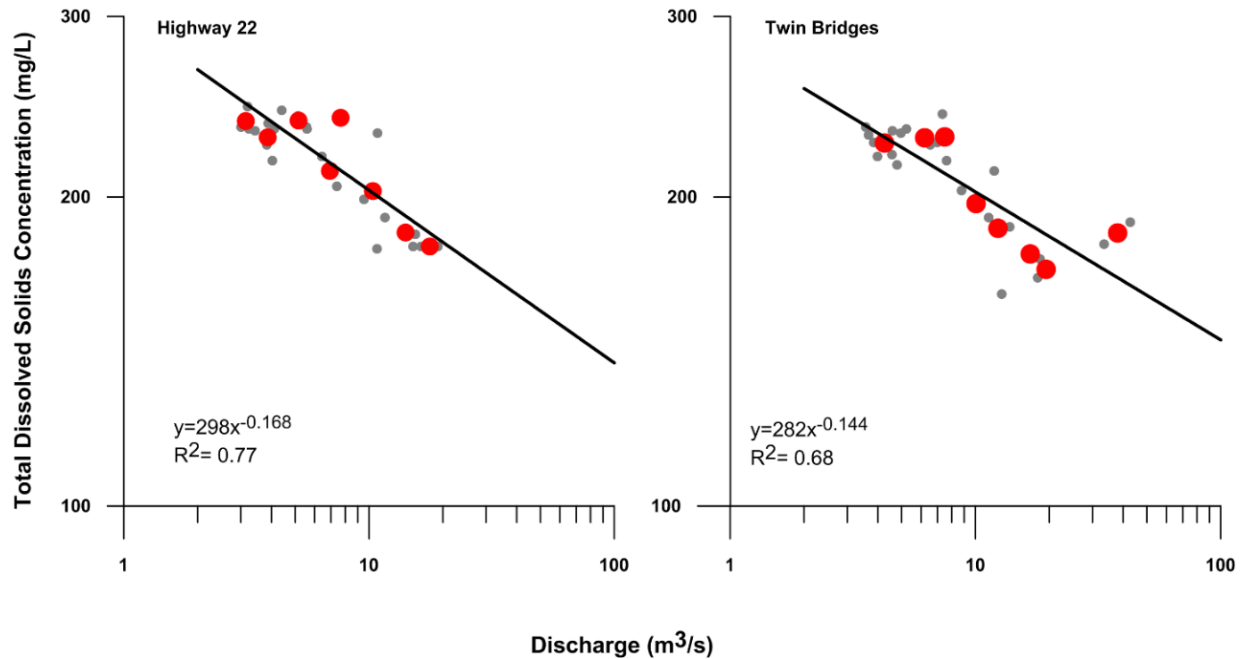 Total Dissolved Solids Concentration (mg/L)
Highway 22
300
200
100
y=298x^-0.168
R²= 0.77
1
10
100
Twin Bridges
300
200
100
y=282x^-0.144
R²= 0.68
1
10
100
Discharge (m³/s)